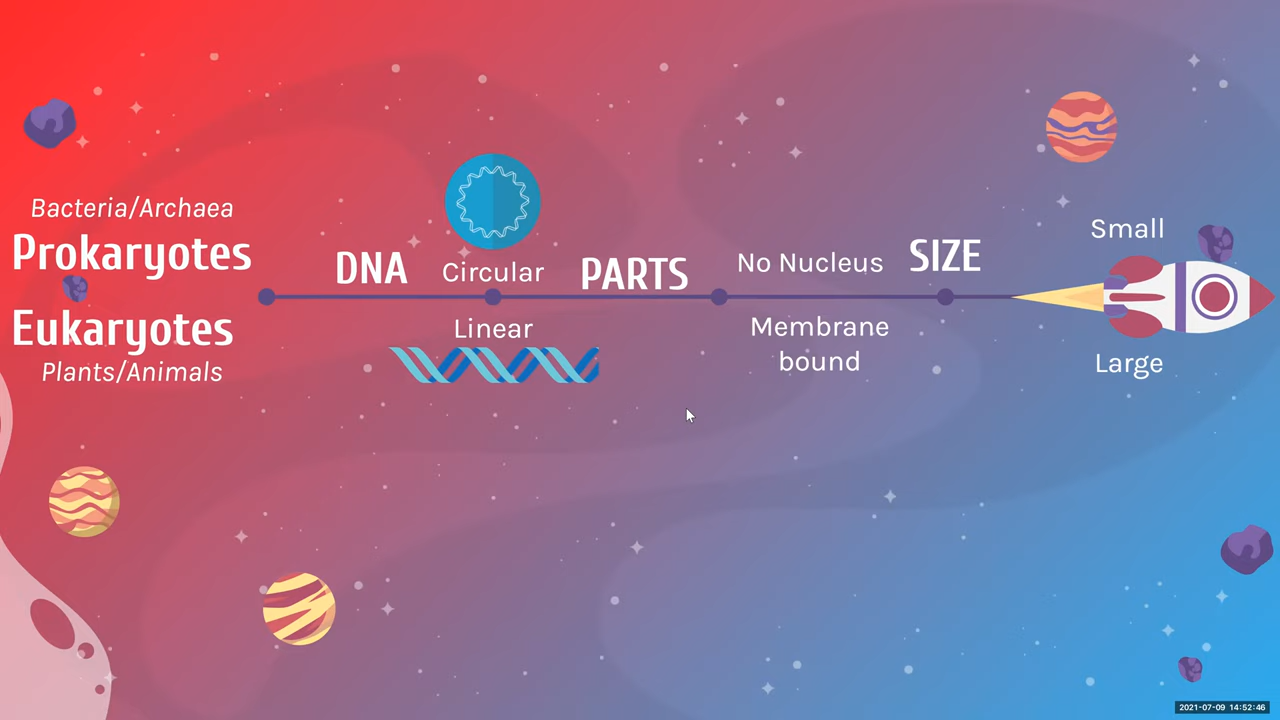 Bacteria/Archaea
Prokaryotes
Eukaryotes
Plants/Animals
DNA
Circular
Linear
PARTS
No Nucleus
Membrane
bound
SIZE
Small
Large
2021-07-09 14:52:46